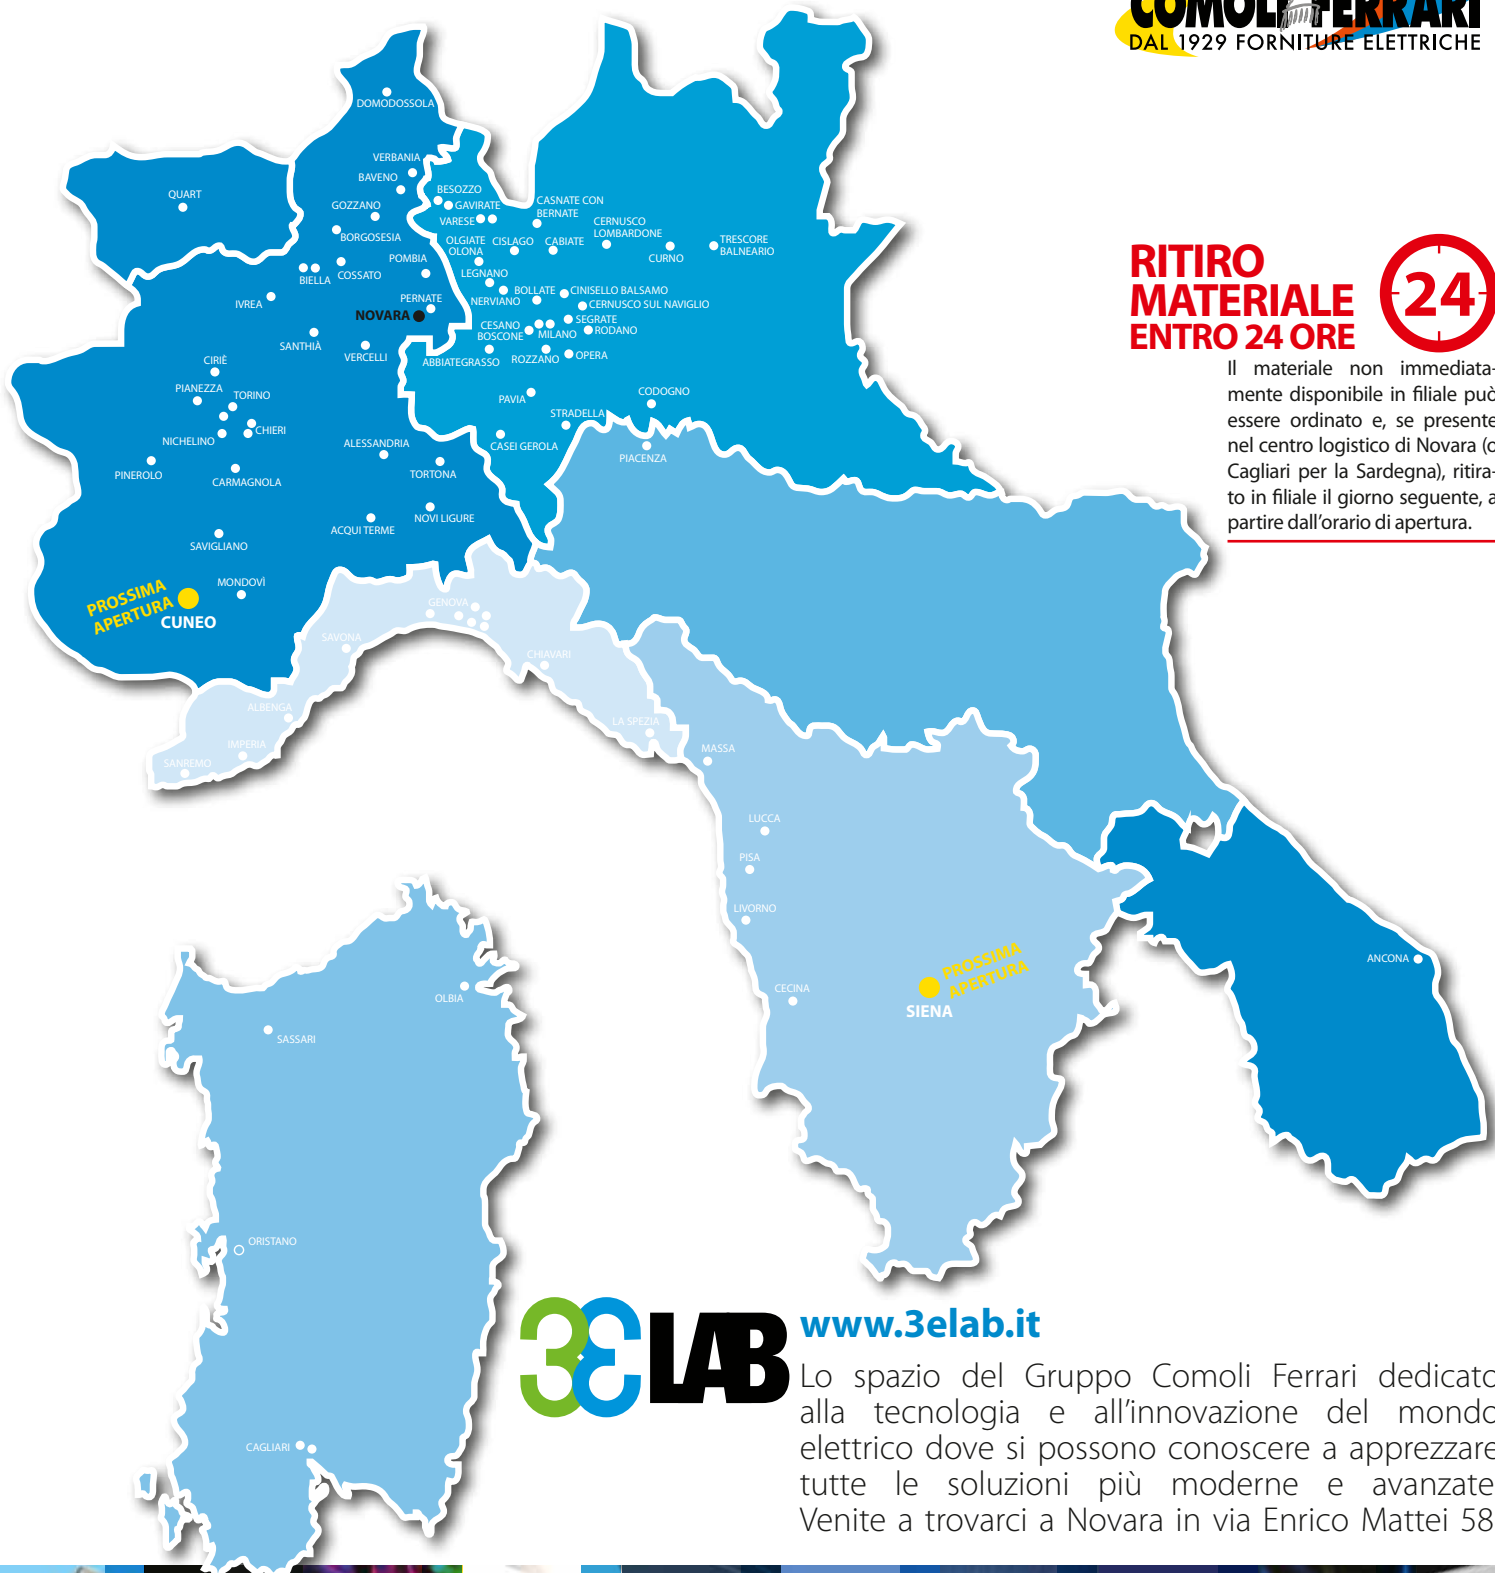 COMOLI FERRARI
DAL 1929 FORNITURE ELETTRICHE
DOMODOSSOLA
VERBANIA
BAVENO
QUART
GOZZANO
BORGOSESIA
POMBIA
BIELLA
COSSATO
IVREA
PERNATE
NOVARA
SANTHIÀ
VERCELLI
CIRIÈ
PIANEZZA
TORINO
NICHELINO
CHIERI
ALESSANDRIA
PINEROLO
CARMAGNOLA
TORTONA
ACQUI TERME
NOVI LIGURE
SAVIGLIANO
MONDOVÌ
PROSSIMA
APERTURA
CUNEO
BESOZZO
GAVIRATE
VARESE
CASNATE CON
BERNATE
CERNUSCO
LOMBARDONE
OLGIATE
OLONA
CISLAGO
CABIATE
CURNO
TRESCORE
BALNEARIO
LEGNANO
NERVIANO
BOLLATE
CINISELLO BALSAMO
CERNUSCO SUL NAVIGLIO
SEGRATE
CESANO
BOSCONE
MILANO
RODANO
ABBIATEGRASSO
ROZZANO
OPERA
PAVIA
CODOGNO
STRADELLA
CASEI GEROLA
PIACENZA
RITIRO
MATERIALE
ENTRO 24 ORE
24
Il materiale non immediata-
mente disponibile in filiale può
essere ordinato e, se presente
nel centro logistico di Novara (o
Cagliari per la Sardegna), ritira-
to in filiale il giorno seguente, a
partire dall'orario di apertura.
GENOVA
SAVONA
CHIAVARI
ALBENGA
LA SPEZIA
IMPERIA
SANREMO
MASSA
LUCCA
PISA
LIVORNO
CECINA
PROSSIMA
APERTURA
SIENA
ANCONA
OLBIA
SASSARI
ORISTANO
CAGLIARI
3E LAB
www.3elab.it
Lo spazio del Gruppo Comoli Ferrari dedicato
alla tecnologia e all'innovazione del mondo
elettrico dove si possono conoscere a apprezzare
tutte le soluzioni più moderne e avanzate
Venite a trovarci a Novara in via Enrico Mattei 58